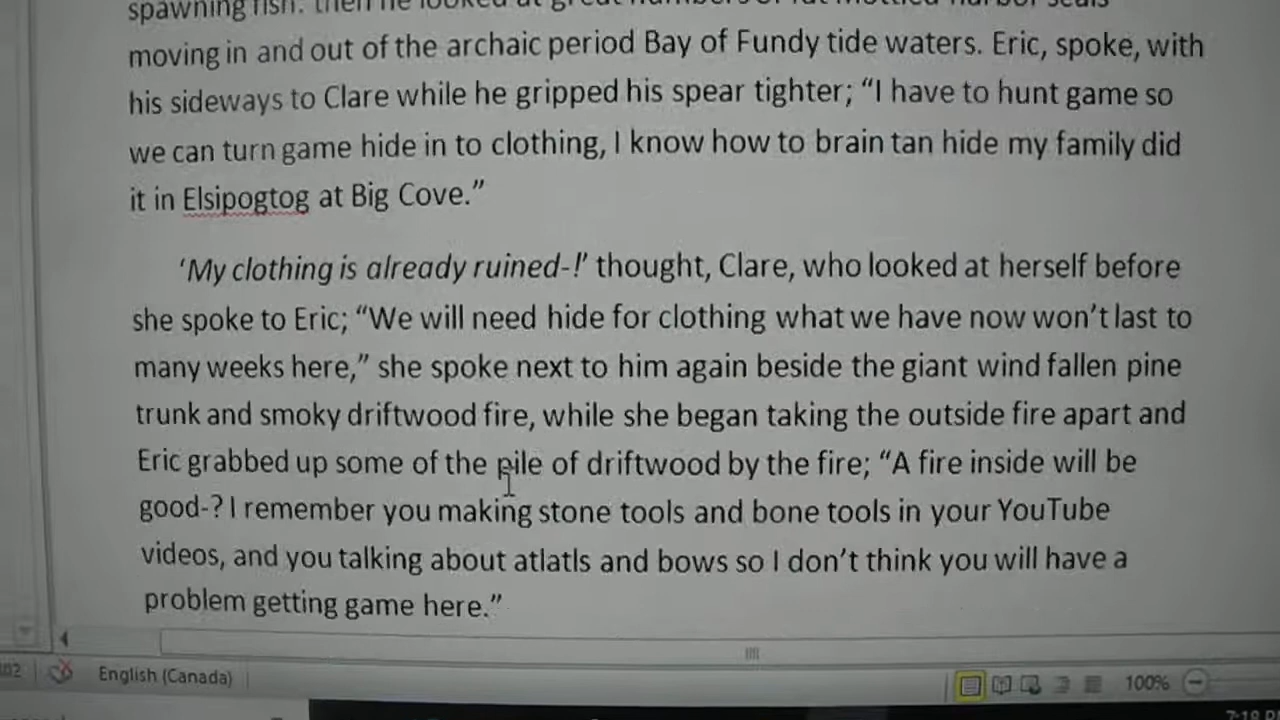 spawning fish. then he looked at great numbers of fat mottled harbor seals
moving in and out of the archaic period Bay of Fundy tide waters. Eric, spoke, with
his sideways to Clare while he gripped his spear tighter; “I have to hunt game so
we can turn game hide in to clothing, I know how to brain tan hide my family did
it in Elsipogtog at Big Cove.”
‘My clothing is already ruined-!’ thought, Clare, who looked at herself before
she spoke to Eric; “We will need hide for clothing what we have now won’t last to
many weeks here,” she spoke next to him again beside the giant wind fallen pine
trunk and smoky driftwood fire, while she began taking the outside fire apart and
Eric grabbed up some of the pile of driftwood by the fire; “A fire inside will be
good-? I remember you making stone tools and bone tools in your YouTube
videos, and you talking about atlatls and bows so I don’t think you will have a
problem getting game here.”
English (Canada)
100%